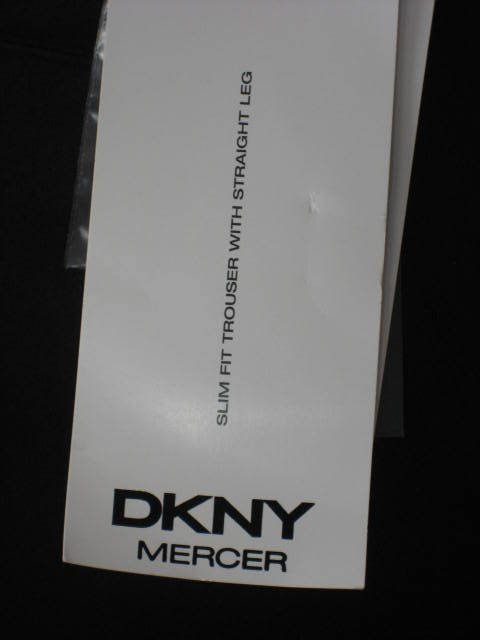 SLIM FIT TROUSER WITH STRAIGHT LEG
DKNY
MERCER